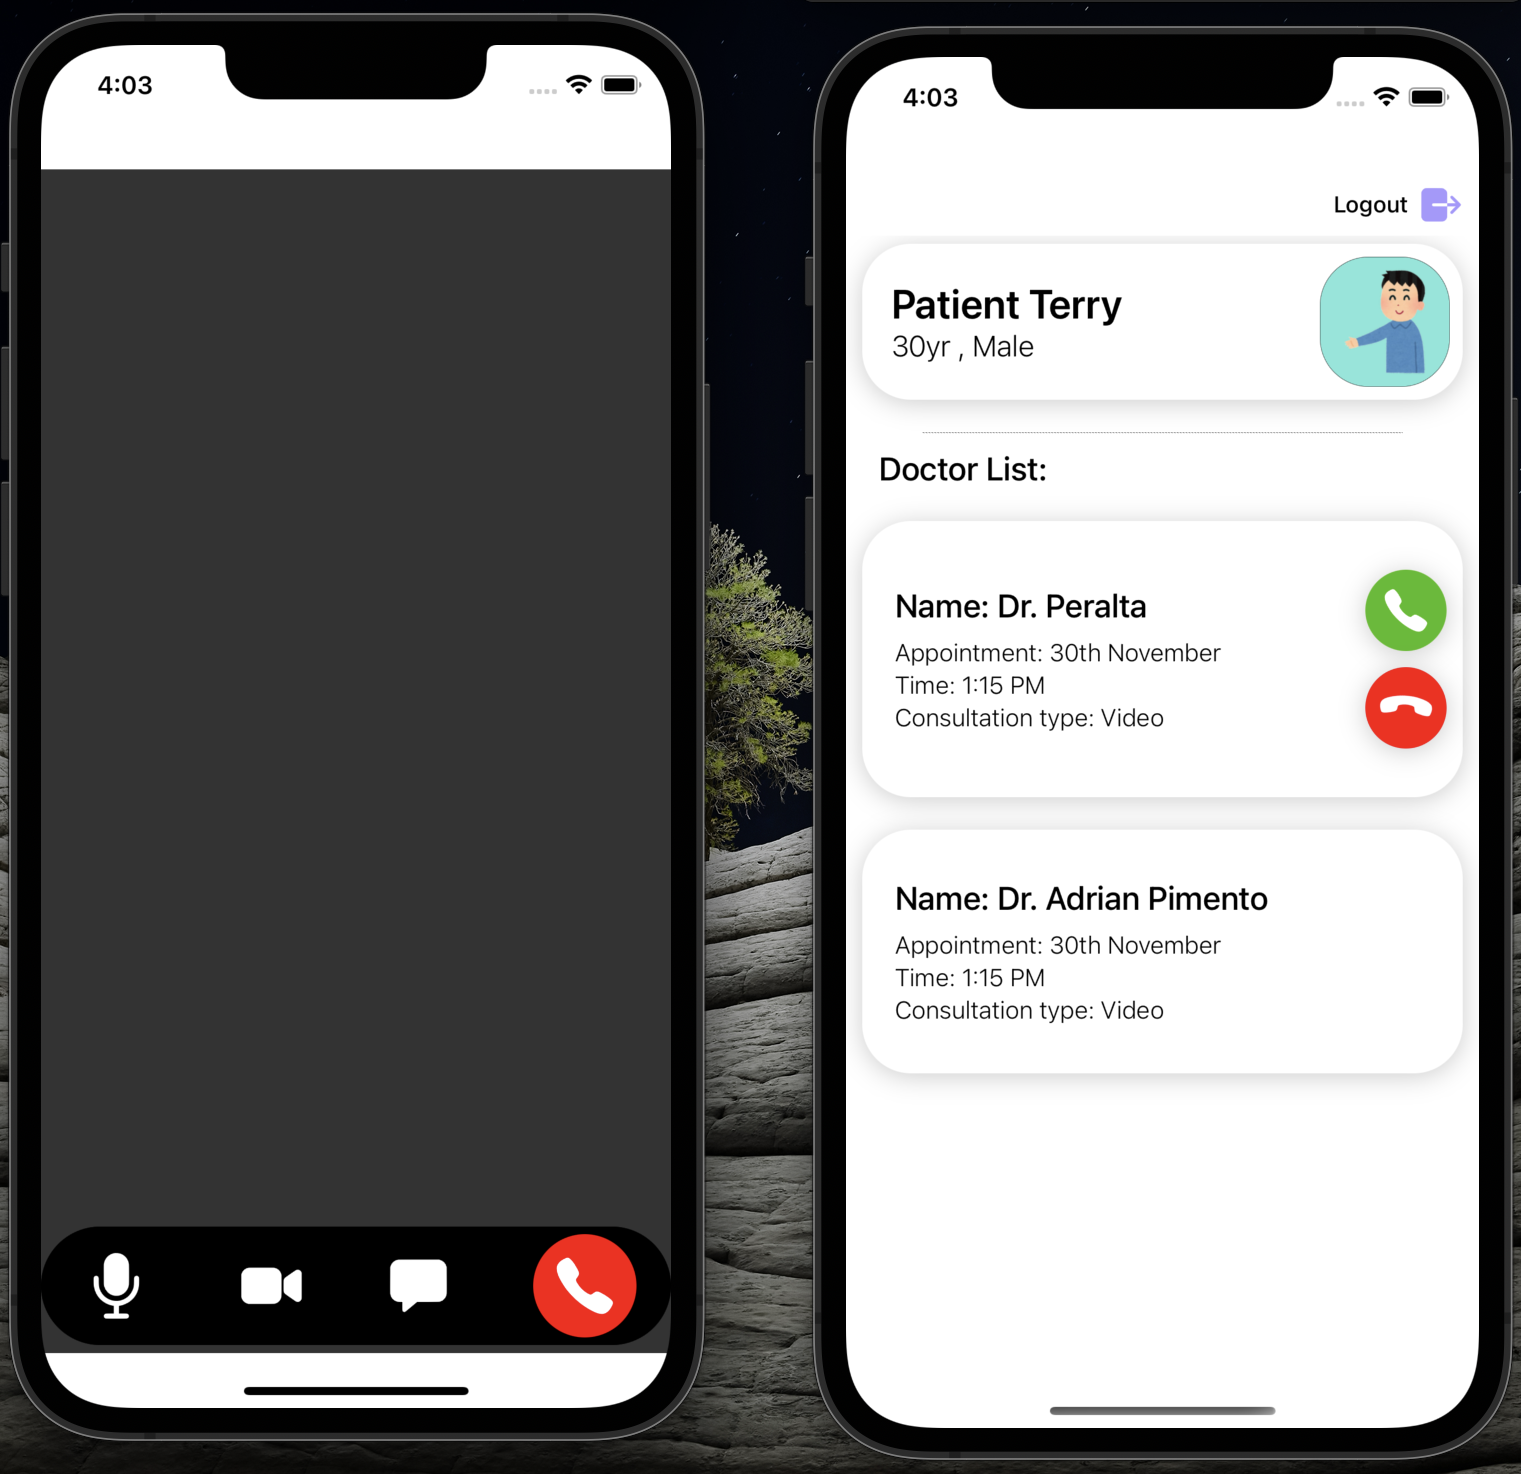 4:03
4:03
Logout
Patient Terry
30yr , Male
Doctor List:
Name: Dr. Peralta
Appointment: 30th November
Time: 1:15 PM
Consultation type: Video
Name: Dr. Adrian Pimento
Appointment: 30th November
Time: 1:15 PM
Consultation type: Video